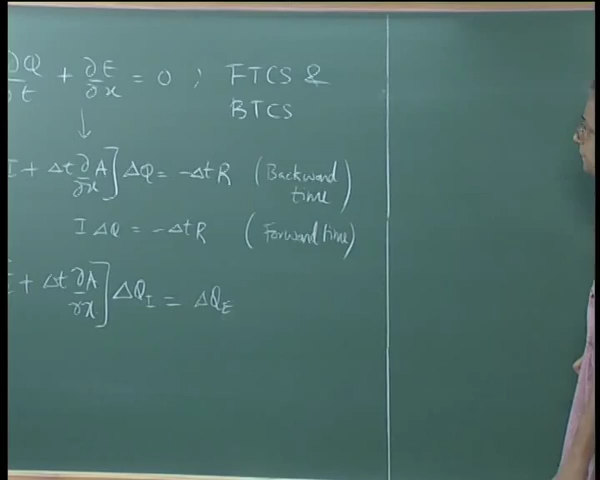 ∂Q/∂t + ∂E/∂x = 0 ; FTCS &
BTCS
↓
I + Δt ∂A/∂x] ΔQ = -Δt R (Backward time)
I ΔQ = -Δt R (Forward time)
I + Δt ∂A/∂x] ΔQ_I = ΔQ_E